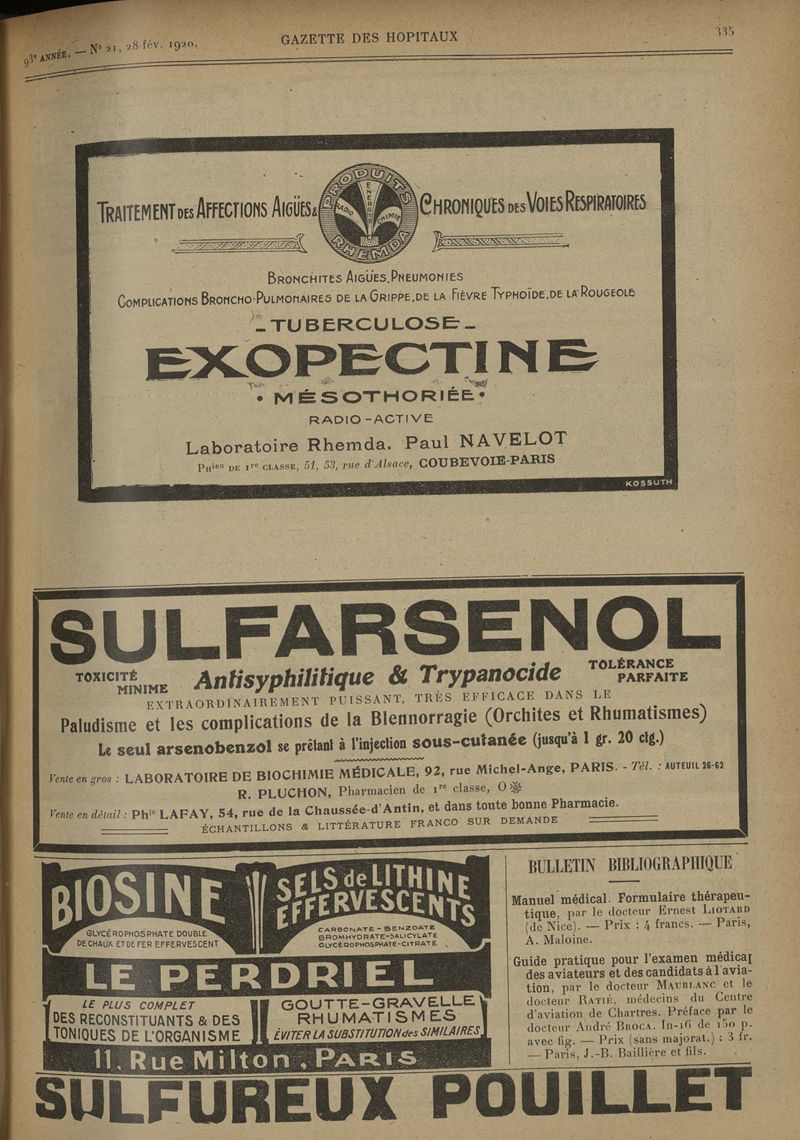 93e ANNÉE. — No 21, 28 fév. 1920.
GAZETTE DES HOPITAUX
335
TRAITEMENT DES AFFECTIONS AIGÜES &
PRODUITS
ENERGIE
RADIO
CHIMIE
RHEMDA
CHRONIQUES DES VOIES RESPIRATOIRES
BRONCHITES AIGÜES, PNEUMONIES
COMPLICATIONS BRONCHO-PULMONAIRES DE LA GRIPPE, DE LA FIÈVRE TYPHOÏDE, DE LA ROUGEOLE
_ TUBERCULOSE _
EXOPECTINE
• MÉSOTHORIÉE •
RADIO-ACTIVE
Laboratoire Rhemda. Paul NAVELOT
PHien DE 1re CLASSE, 51, 53, rue d'Alsace, COUBEVOIE-PARIS
KOSSUTH
SULFARSENOL
TOXICITÉ
MINIME
Antisyphilitique & Trypanocide
TOLÉRANCE
PARFAITE
EXTRAORDINAIREMENT PUISSANT, TRÈS EFFICACE DANS LE
Paludisme et les complications de la Blennorragie (Orchites et Rhumatismes)
Le seul arsenobenzol se prêtant à l'injection sous-cutanée (jusqu'à 1 gr. 20 ctg.)
Vente en gros : LABORATOIRE DE BIOCHIMIE MÉDICALE, 92, rue Michel-Ange, PARIS. - Tél. : AUTEUIL 26-62
R. PLUCHON, Pharmacien de 1re classe, O
Vente en détail : Phie LAFAY, 54, rue de la Chaussée-d'Antin, et dans toute bonne Pharmacie.
ÉCHANTILLONS & LITTÉRATURE FRANCO SUR DEMANDE
BIOSINE
GLYCÉROPHOSPHATE DOUBLE
DE CHAUX ET DE FER EFFERVESCENT
SELS de LITHINE
EFFERVESCENTS
CARBONATE - BENZOATE
BROMHYDRATE-SALICYLATE
GLYCÉROPHOSPHATE-CITRATE
LE PERDRIEL
LE PLUS COMPLET
DES RECONSTITUANTS & DES
TONIQUES DE L'ORGANISME
GOUTTE-GRAVELLE
RHUMATISMES
ÉVITER LA SUBSTITUTION des SIMILAIRES
11, Rue Milton, PARIS
BULLETIN BIBLIOGRAPHIQUE
Manuel médical. Formulaire thérapeu-
tique, par le docteur Ernest LIOTARD
(de Nice). — Prix : 4 francs. — Paris,
A. Maloine.
Guide pratique pour l'examen médical
des aviateurs et des candidats à l'avia-
tion, par le docteur MAUBLANC et le
docteur RATIÉ, médecins du Centre
d'aviation de Chartres. Préface par le
docteur André BROCA. In-16 de 150 p.
avec fig. — Prix (sans majorat.) : 3 fr.
— Paris, J.-B. Baillière et fils.
SULFUREUX POUILLET